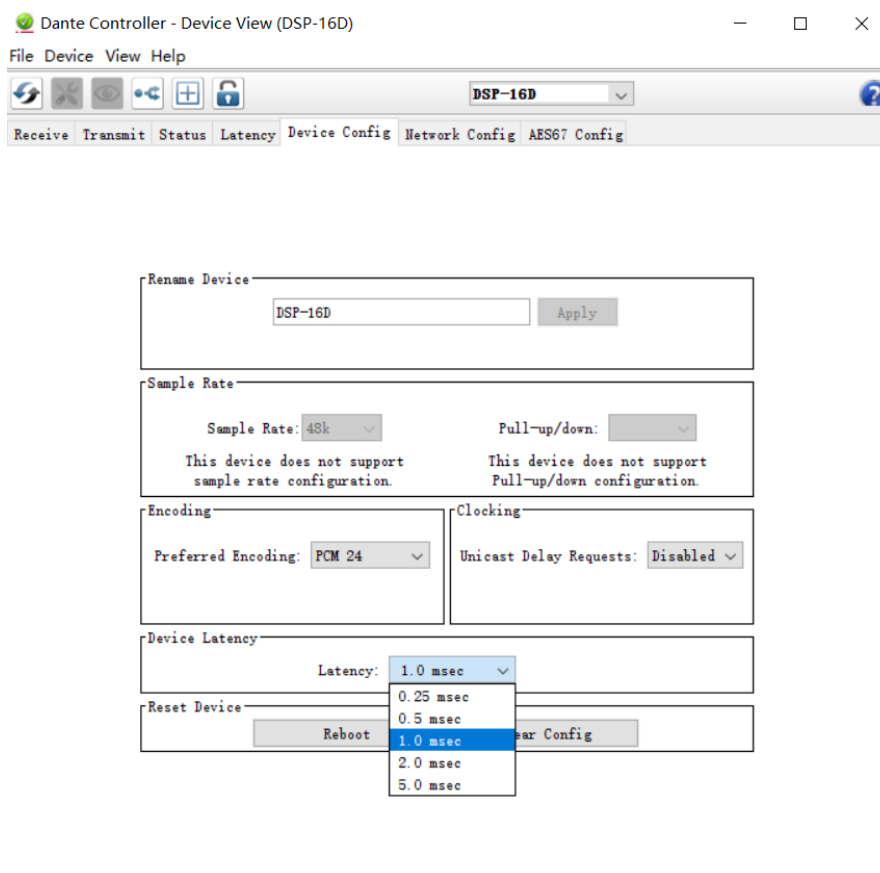 Dante Controller - Device View (DSP-16D)
File Device View Help
DSP-16D
?
Receive Transmit Status Latency Device Config Network Config AES67 Config
Rename Device
DSP-16D Apply
Sample Rate
Sample Rate: 48k Pull-up/down:
This device does not support
sample rate configuration.
This device does not support
Pull-up/down configuration.
Encoding
Preferred Encoding: PCM 24
Clocking
Unicast Delay Requests: Disabled
Device Latency
Latency: 1.0 msec
0.25 msec
0.5 msec
1.0 msec
2.0 msec
5.0 msec
Reset Device
Reboot ear Config